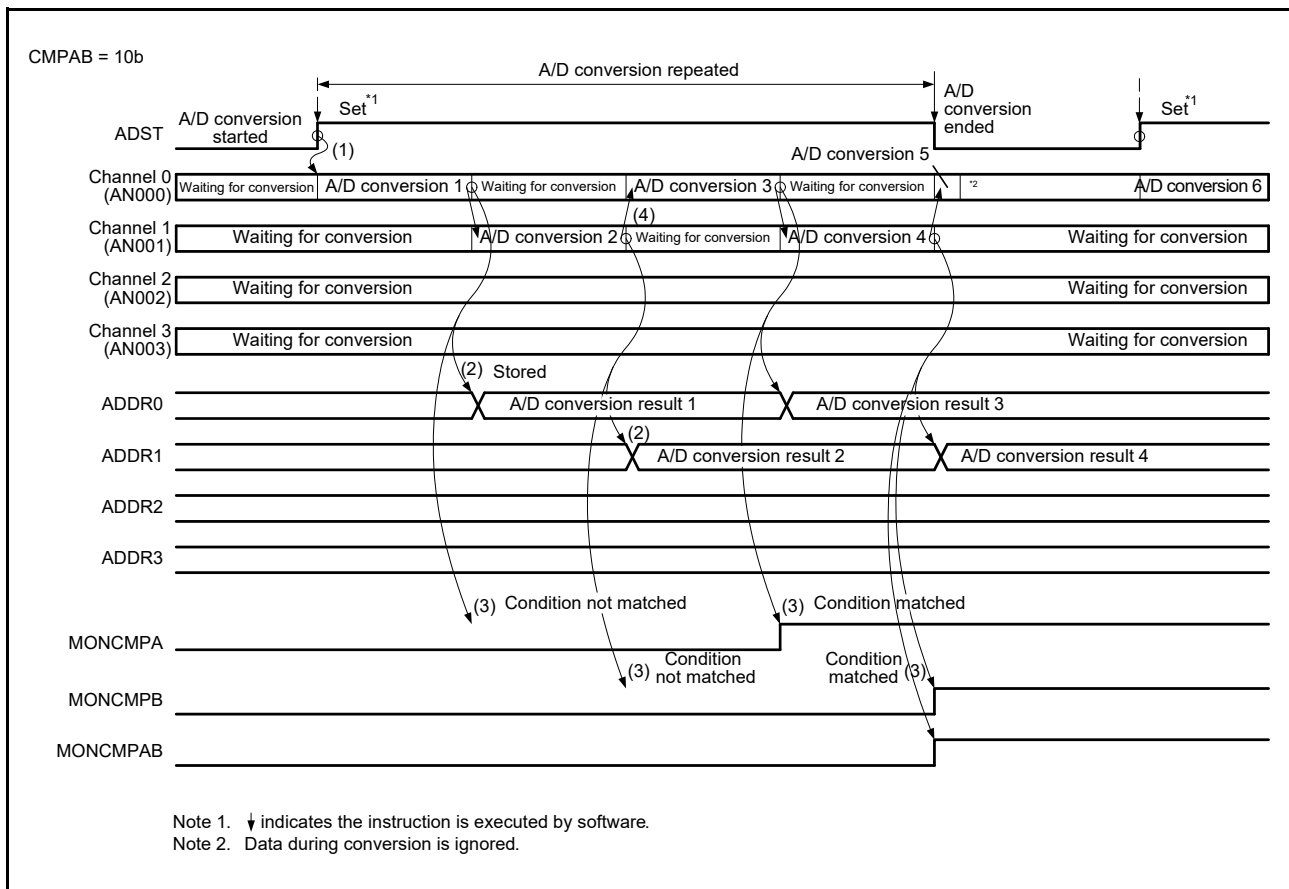 CMPAB = 10b
A/D conversion repeated
A/D conversion started
Set*1
A/D conversion ended
Set*1
ADST
(1)
A/D conversion 5
Channel 0 (AN000)
Waiting for conversion
A/D conversion 1
Waiting for conversion
A/D conversion 3
Waiting for conversion
*2
A/D conversion 6
(4)
Channel 1 (AN001)
Waiting for conversion
A/D conversion 2
Waiting for conversion
A/D conversion 4
Waiting for conversion
Channel 2 (AN002)
Waiting for conversion
Waiting for conversion
Channel 3 (AN003)
Waiting for conversion
Waiting for conversion
(2) Stored
ADDR0
A/D conversion result 1
A/D conversion result 3
(2)
ADDR1
A/D conversion result 2
A/D conversion result 4
ADDR2
ADDR3
(3) Condition not matched
(3) Condition matched
MONCMPA
(3) Condition not matched
Condition matched (3)
MONCMPB
MONCMPAB
Note 1. indicates the instruction is executed by software.
Note 2. Data during conversion is ignored.